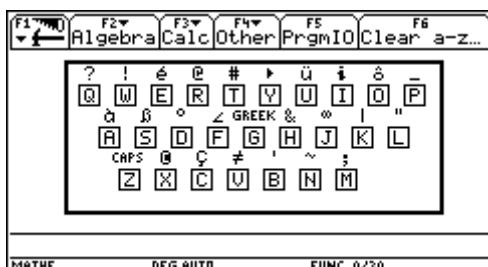 F1 F2 F3 F4 F5 F6
Algebra Calc Other PrgmIO Clear a-z…
? ! é @ # ▸ ü ô _
Q W E R T Y U I O P
à ß ° ∠ GREEK & ∞ | "
A S D F G H J K L
CAPS Ç ≠ ' ~ ;
Z X C V B N M
DEG AUTO FUNC 0/30